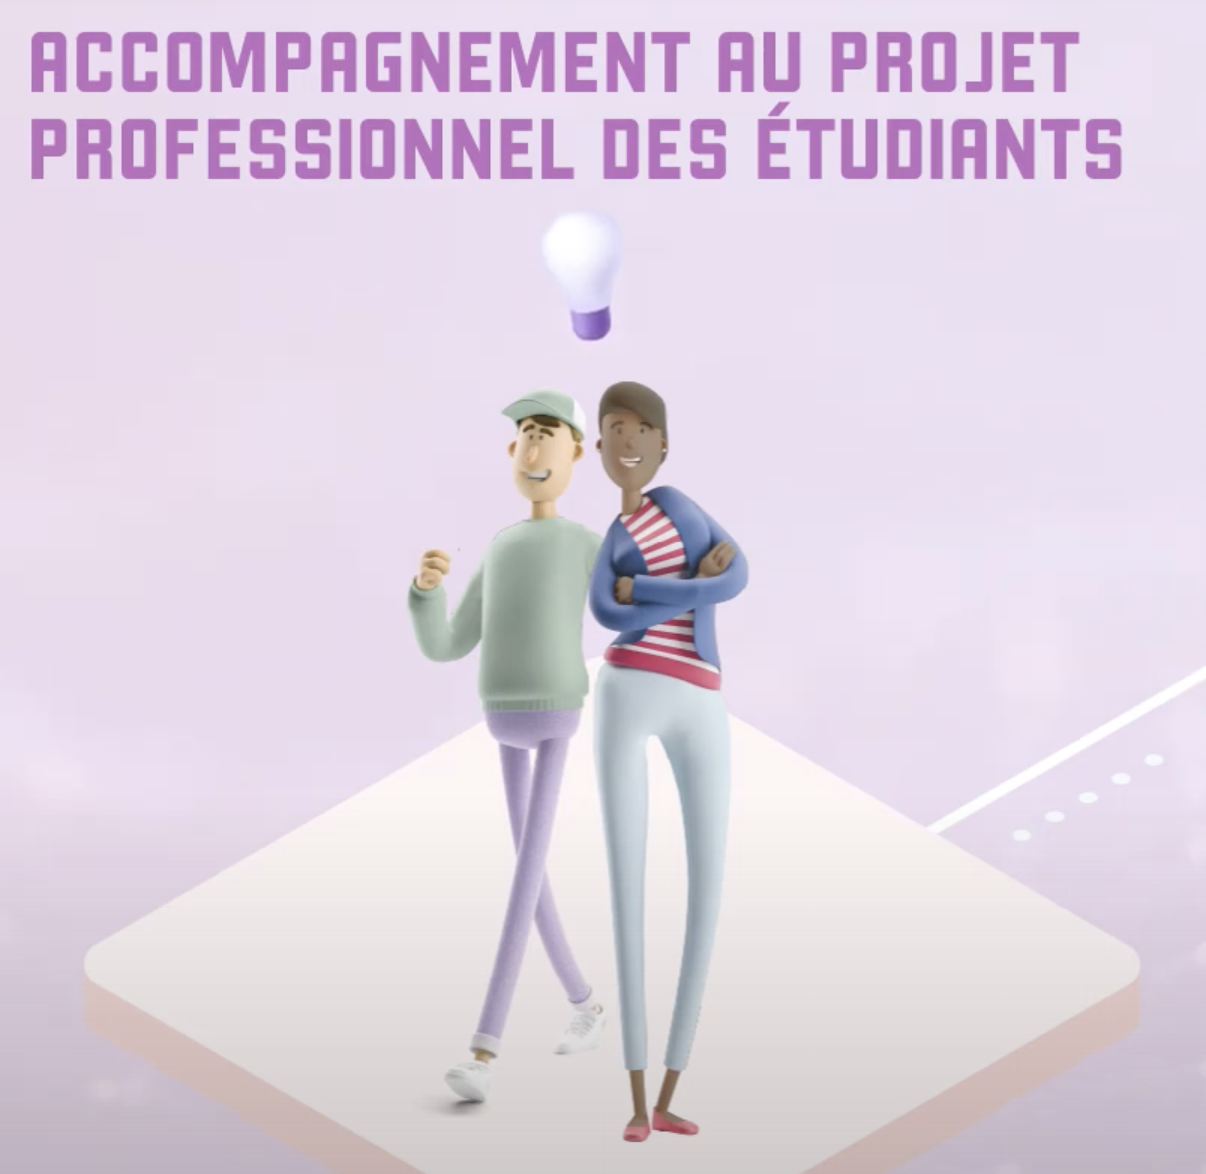 ACCOMPAGNEMENT AU PROJET
PROFESSIONNEL DES ÉTUDIANTS